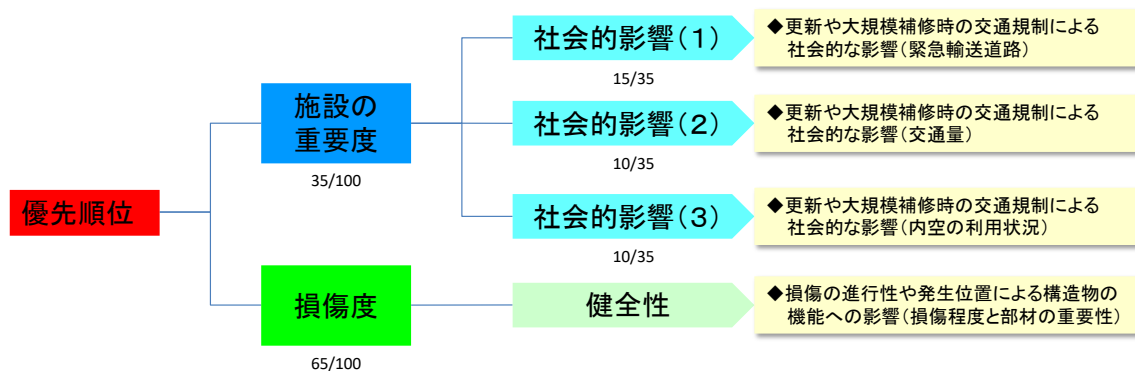 優先順位
施設の
重要度
35/100
損傷度
65/100
社会的影響(1)
15/35
社会的影響(2)
10/35
社会的影響(3)
10/35
健全性
◆更新や大規模補修時の交通規制による
社会的な影響(緊急輸送道路)
◆更新や大規模補修時の交通規制による
社会的な影響(交通量)
◆更新や大規模補修時の交通規制による
社会的な影響(内空の利用状況)
◆損傷の進行性や発生位置による構造物の
機能への影響(損傷程度と部材の重要性)